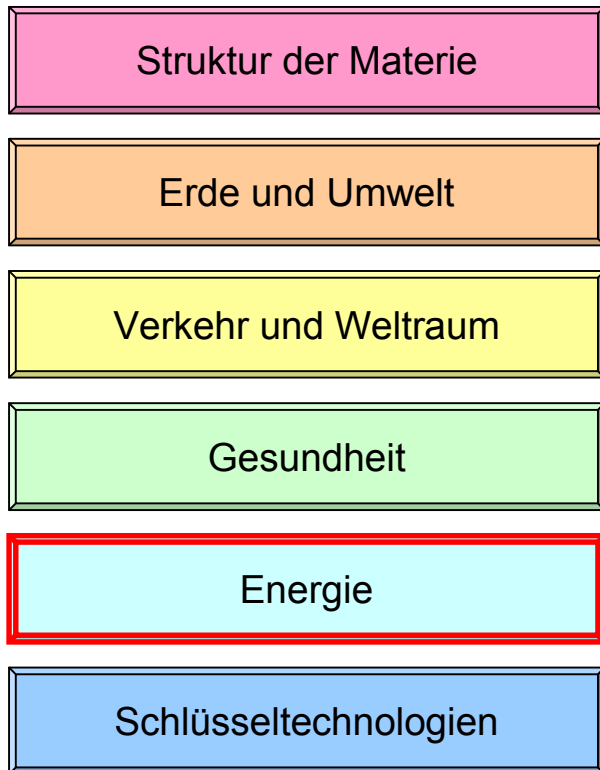 Struktur der Materie
Erde und Umwelt
Verkehr und Weltraum
Gesundheit
Energie
Schlüsseltechnologien